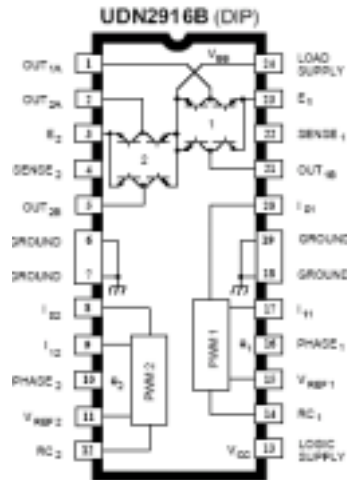 UDN2916B (DIP)
OUT1A 1 VBB 24 LOAD SUPPLY
OUT2A 2 23 E1
E2 3 1 22 SENSE1
SENSE2 4 2 21 OUT1B
OUT2B 5 20 I01
GROUND 6 19 GROUND
GROUND 7 18 GROUND
I02 8 17 I11
I12 9 PWM 1 16 PHASE1
PHASE2 10 PWM 2 15 VREF1
VREF2 11 14 RC1
RC2 12 VCC 13 LOGIC SUPPLY